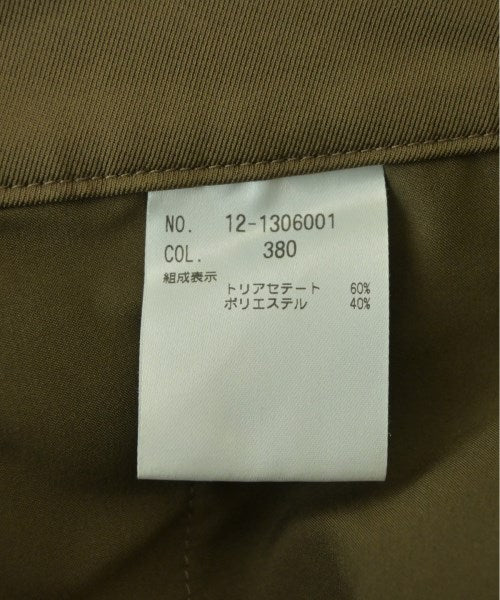 NO. 12-1306001
COL. 380
組成表示
トリアセテート 60%
ポリエステル 40%